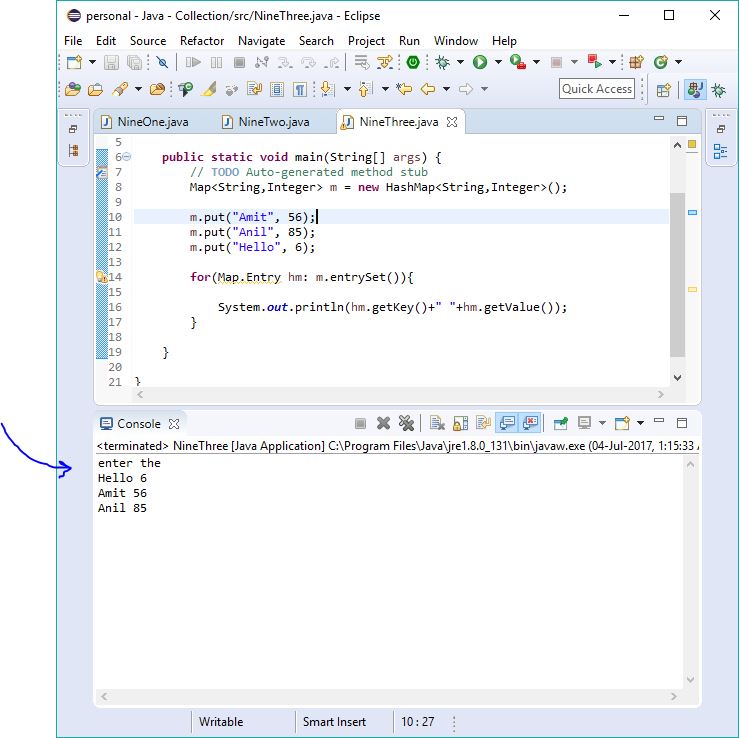 personal - Java - Collection/src/NineThree.java - Eclipse
File Edit Source Refactor Navigate Search Project Run Window Help
Quick Access
NineOne.java NineTwo.java NineThree.java
5
6 public static void main(String[] args) {
7 // TODO Auto-generated method stub
8 Map<String,Integer> m = new HashMap<String,Integer>();
9
10 m.put("Amit", 56);
11 m.put("Anil", 85);
12 m.put("Hello", 6);
14 for(Map.Entry hm: m.entrySet()){
15
16 System.out.println(hm.getKey()+" "+hm.getValue());
17 }
18
19 }
20
21 }
Console
<terminated> NineThree [Java Application] C:\Program Files\Java\jre1.8.0_131\bin\javaw.exe (04-Jul-2017, 1:15:33 A
enter the
Hello 6
Amit 56
Anil 85
Writable Smart Insert 10 : 27